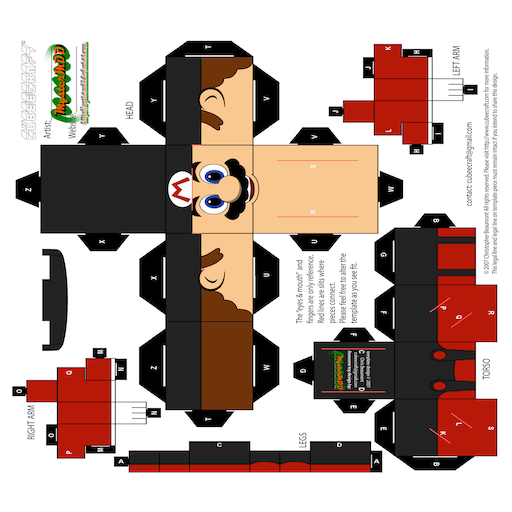 CUBEECRAFT
Artist:
Website:
HEAD
LEFT ARM
© 2007 Christopher Beaumont All rights reserved. Please visit http://www.cubeecraft.com for more information.
This legal line and legal line on template piece must remain intact if you intend to share this design.
contact: cubeecraft@gmail.com
The "eyes & mouth" and
fingers are only reference.
Red lines are slits where
pieces connect.
Please feel free to alter the
template as you see fit.
RIGHT ARM
LEGS
TORSO
T
Y
V
Y
V
Z
M
W
X
U
X
U
Z
W
T
K
H
J
I
J
L
I
H
B
G
F
R
P
Q
F
G
C
D
E
L
K
S
E
B
O
Q
M
N
O
P
N
H
A
C
D
A